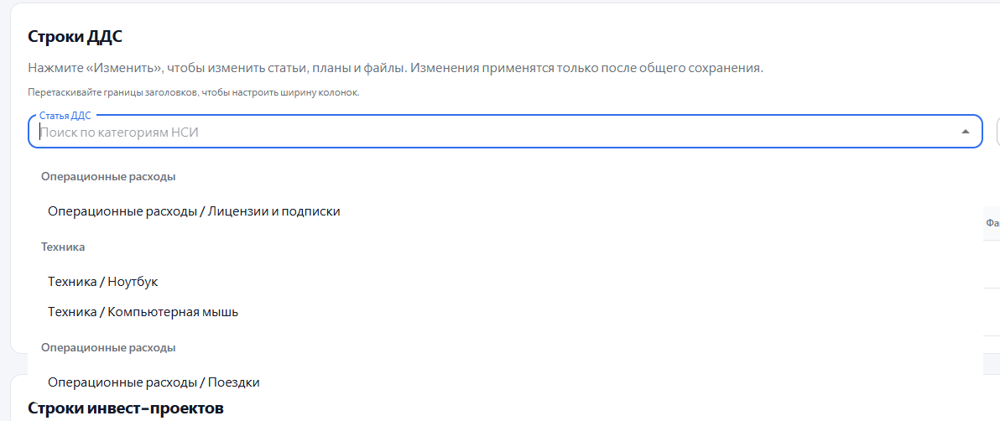 Строки ДДС
Нажмите «Изменить», чтобы изменить статьи, планы и файлы. Изменения применятся только после общего сохранения.
Перетаскивайте границы заголовков, чтобы настроить ширину колонок.
Статья ДДС
Поиск по категориям НСИ
Операционные расходы
Операционные расходы / Лицензии и подписки
Фа
Техника
Техника / Ноутбук
Техника / Компьютерная мышь
Операционные расходы
Операционные расходы / Поездки
Строки инвест-проектов